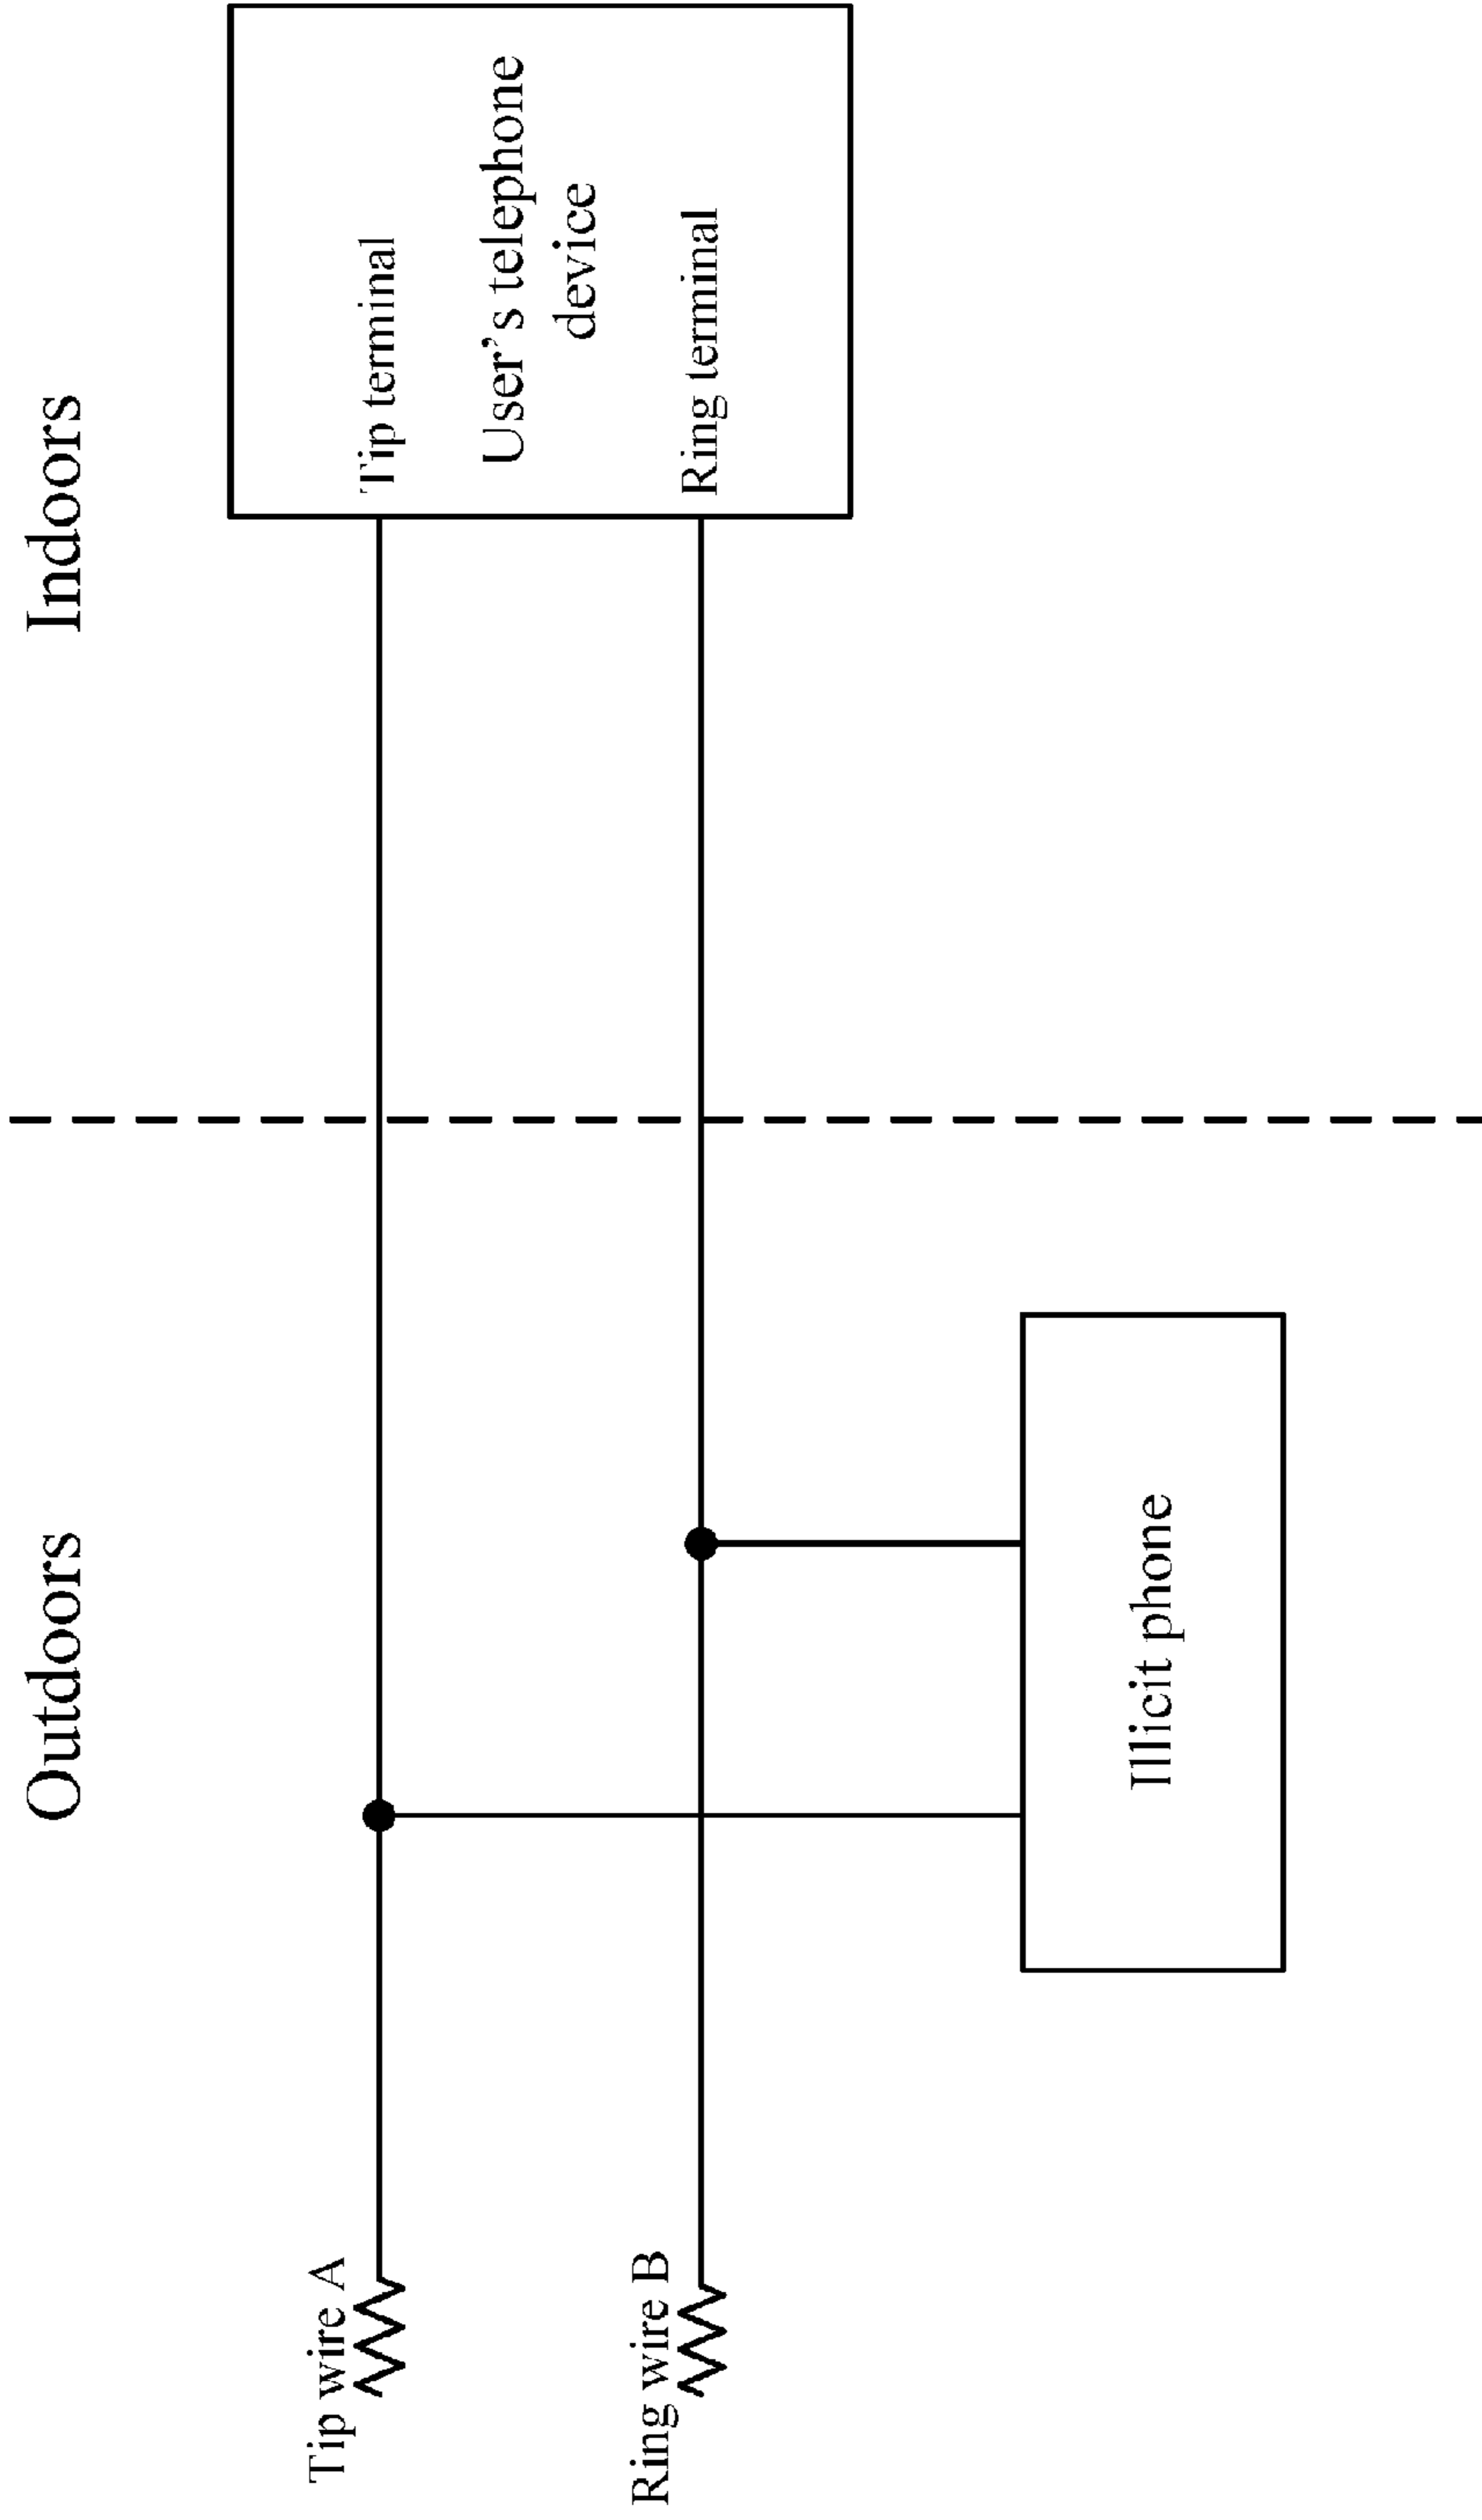 Outdoors
Indoors
Tip wire A
Tip terminal
User's telephone
device
Ring wire B
Ring terminal
Illicit phone